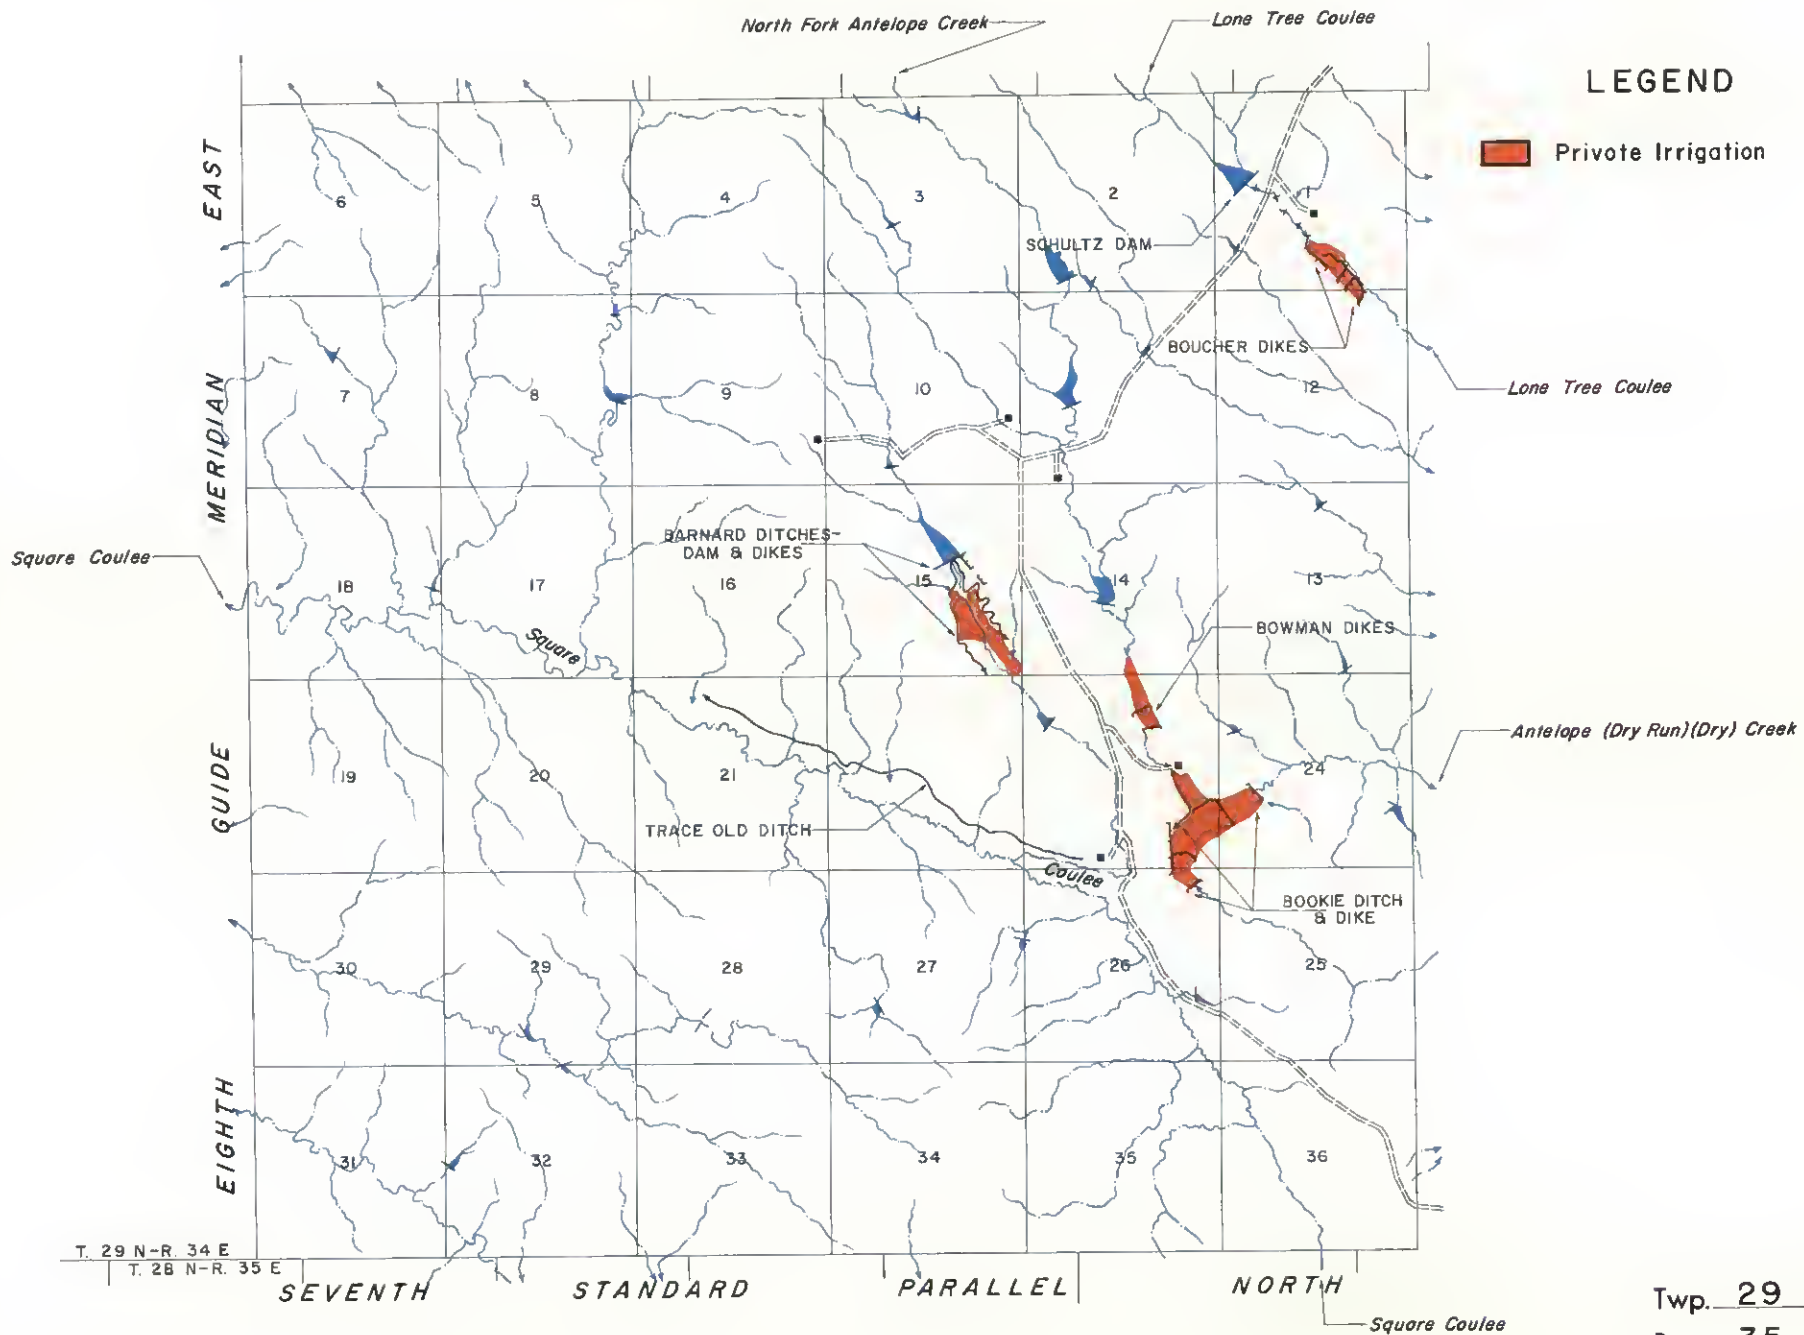 North Fork Antelope Creek
Lone Tree Coulee
LEGEND
Private Irrigation
EAST
6
5
4
3
2
1
SCHULTZ DAM
BOUCHER DIKES
MERIDIAN
7
8
9
10
12
Lone Tree Coulee
Square Coulee
BARNARD DITCHES-
DAM & DIKES
18
17
16
15
14
13
Square
BOWMAN DIKES
GUIDE
19
20
21
24
Antelope (Dry Run)(Dry) Creek
TRACE OLD DITCH
Coulee
BOOKIE DITCH
& DIKE
30
29
28
27
26
25
EIGHTH
31
32
33
34
35
36
T. 29 N-R. 34 E
T. 28 N-R. 35 E
SEVENTH STANDARD PARALLEL NORTH
Square Coulee
Twp. 29